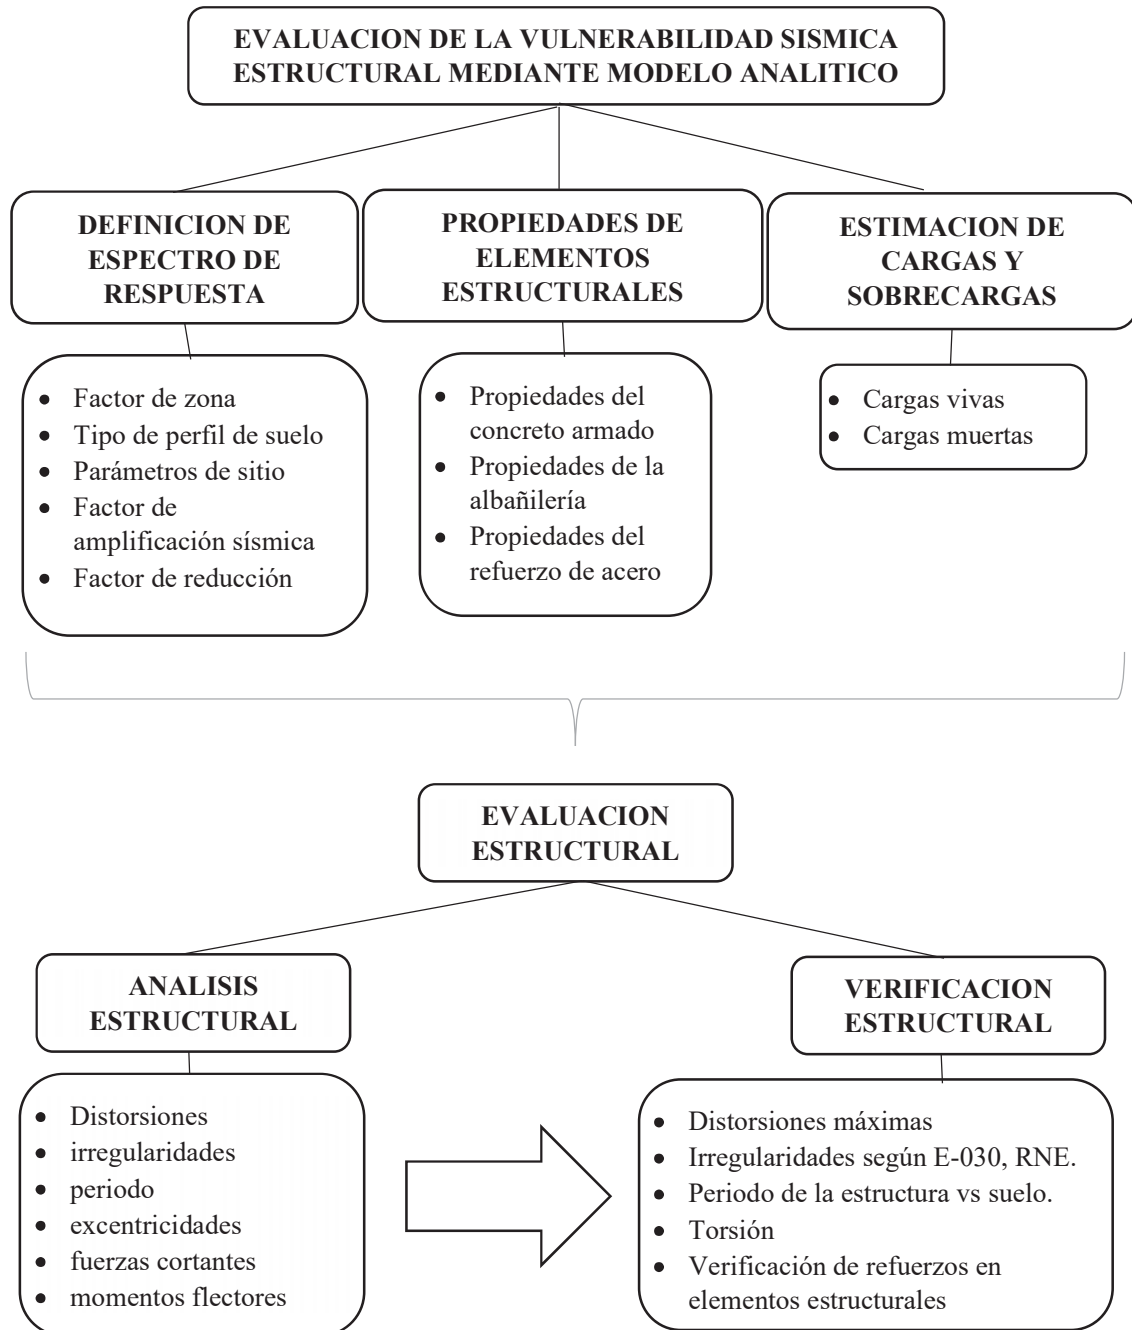 EVALUACION DE LA VULNERABILIDAD SISMICA
ESTRUCTURAL MEDIANTE MODELO ANALITICO
DEFINICION DE
ESPECTRO DE
RESPUESTA
PROPIEDADES DE
ELEMENTOS
ESTRUCTURALES
ESTIMACION DE
CARGAS Y
SOBRECARGAS
• Factor de zona
• Tipo de perfil de suelo
• Parámetros de sitio
• Factor de
amplificación sísmica
• Factor de reducción
• Propiedades del
concreto armado
• Propiedades de la
albañilería
• Propiedades del
refuerzo de acero
• Cargas vivas
• Cargas muertas
EVALUACION
ESTRUCTURAL
ANALISIS
ESTRUCTURAL
VERIFICACION
ESTRUCTURAL
• Distorsiones
• irregularidades
• periodo
• excentricidades
• fuerzas cortantes
• momentos flectores
• Distorsiones máximas
• Irregularidades según E-030, RNE.
• Periodo de la estructura vs suelo.
• Torsión
• Verificación de refuerzos en
elementos estructurales